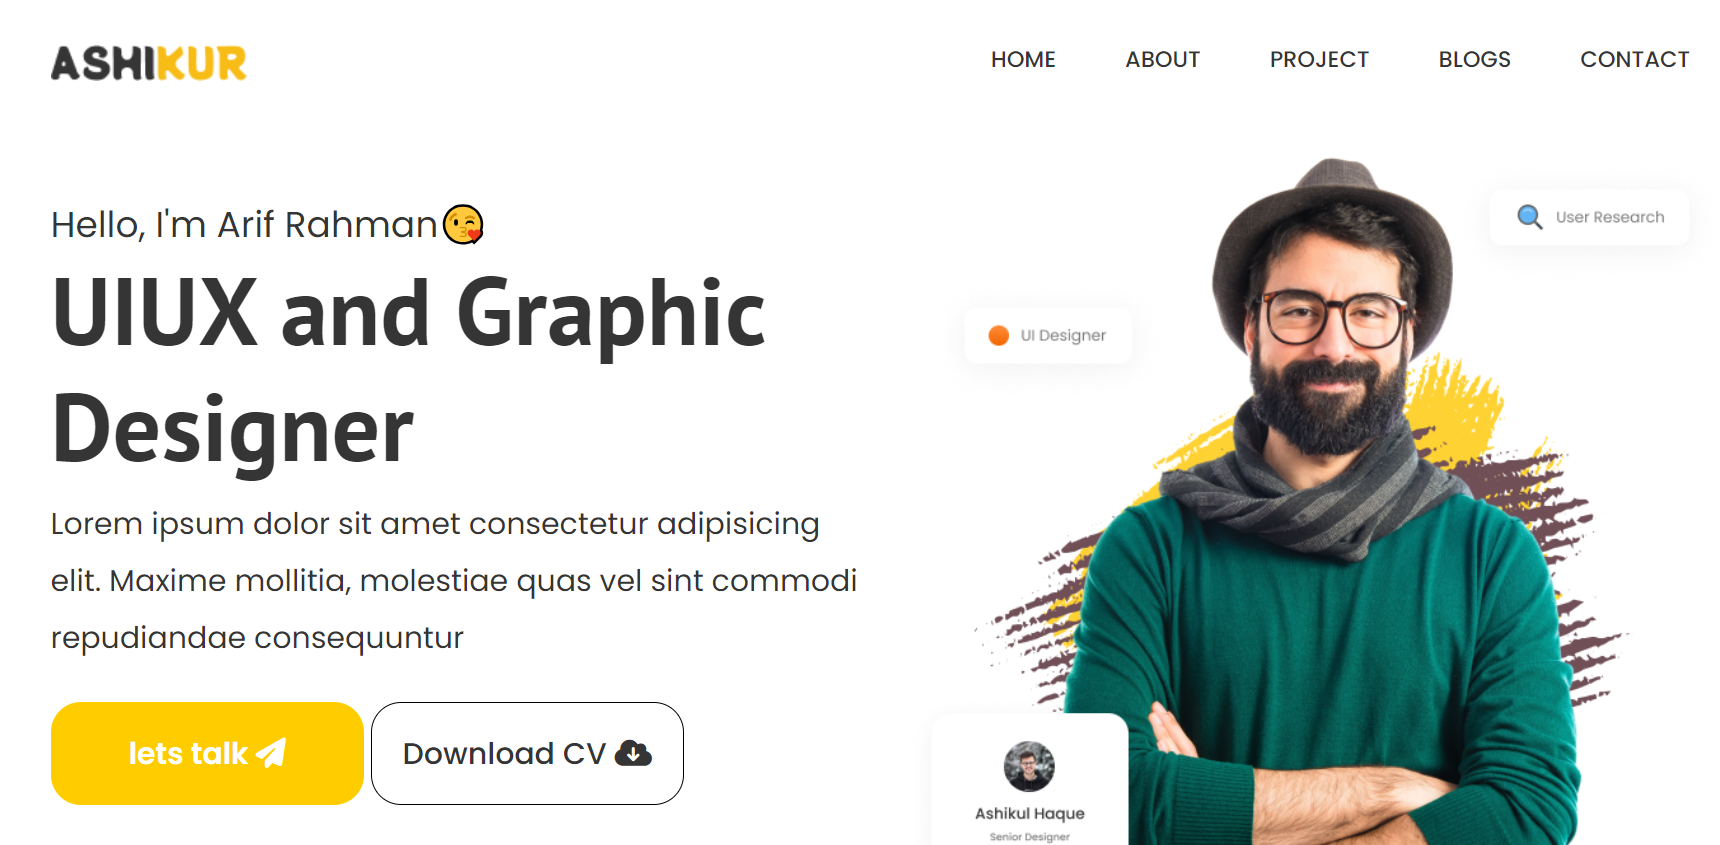 ASHIKUR
HOME ABOUT PROJECT BLOGS CONTACT
Hello, I'm Arif Rahman😘
UIUX and Graphic
Designer
Lorem ipsum dolor sit amet consectetur adipisicing
elit. Maxime mollitia, molestiae quas vel sint commodi
repudiandae consequuntur
lets talk
Download CV
User Research
UI Designer
Ashikul Haque
Senior Designer